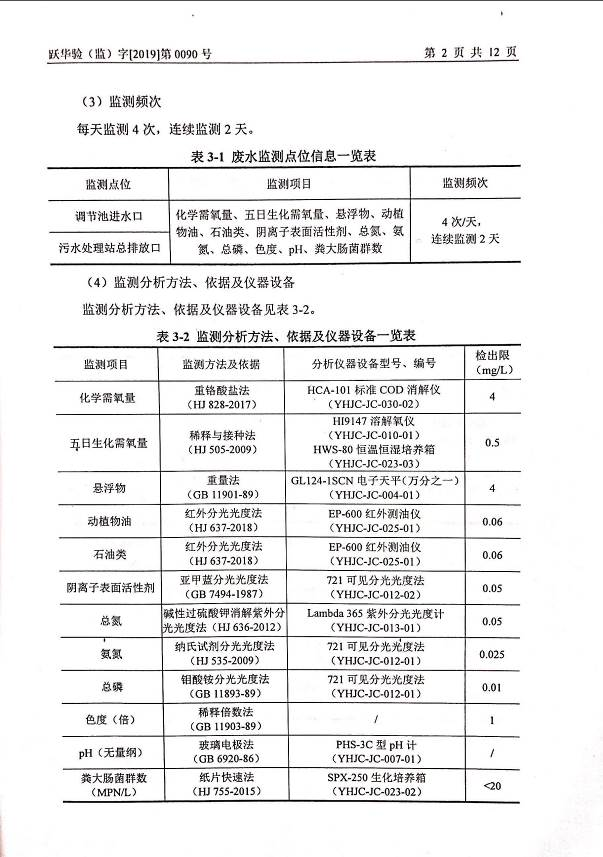 跃华验（监）字[2019]第 0090 号 第 2 页 共 12 页
（3）监测频次
每天监测 4 次，连续监测 2 天。
表 3-1 废水监测点位信息一览表
监测点位 监测项目 监测频次
调节池进水口 化学需氧量、五日生化需氧量、悬浮物、动植
物油、石油类、阴离子表面活性剂、总氮、氨
氮、总磷、色度、pH、粪大肠菌群数 4 次/天，
连续监测 2 天
污水处理站总排放口
（4）监测分析方法、依据及仪器设备
监测分析方法、依据及仪器设备见表 3-2。
表 3-2 监测分析方法、依据及仪器设备一览表
监测项目 监测方法及依据 分析仪器设备型号、编号 检出限
（mg/L）
化学需氧量 重铬酸盐法
（HJ 828-2017） HCA-101 标准 COD 消解仪
（YHJC-JC-030-02） 4
五日生化需氧量 稀释与接种法
（HJ 505-2009） HI9147 溶解氧仪
（YHJC-JC-010-01）
HWS-80 恒温恒湿培养箱
（YHJC-JC-023-03） 0.5
悬浮物 重量法
（GB 11901-89） GL124-1SCN 电子天平（万分之一）
（YHJC-JC-004-01） 4
动植物油 红外分光光度法
（HJ 637-2018） EP-600 红外测油仪
（YHJC-JC-025-01） 0.06
石油类 红外分光光度法
（HJ 637-2018） EP-600 红外测油仪
（YHJC-JC-025-01） 0.06
阴离子表面活性剂 亚甲蓝分光光度法
（GB 7494-1987） 721 可见分光光度法
（YHJC-JC-012-02） 0.05
总氮 碱性过硫酸钾消解紫外分
光光度法（HJ 636-2012） Lambda 365 紫外分光光度计
（YHJC-JC-013-01） 0.05
氨氮 纳氏试剂分光光度法
（HJ 535-2009） 721 可见分光光度法
（YHJC-JC-012-01） 0.025
总磷 钼酸铵分光光度法
（GB 11893-89） 721 可见分光光度法
（YHJC-JC-012-01） 0.01
色度（倍） 稀释倍数法
（GB 11903-89） / 1
pH（无量纲） 玻璃电极法
（GB 6920-86） PHS-3C 型 pH 计
（YHJC-JC-007-01） /
粪大肠菌群数
（MPN/L） 纸片快速法
（HJ 755-2015） SPX-250 生化培养箱
（YHJC-JC-023-02） <20